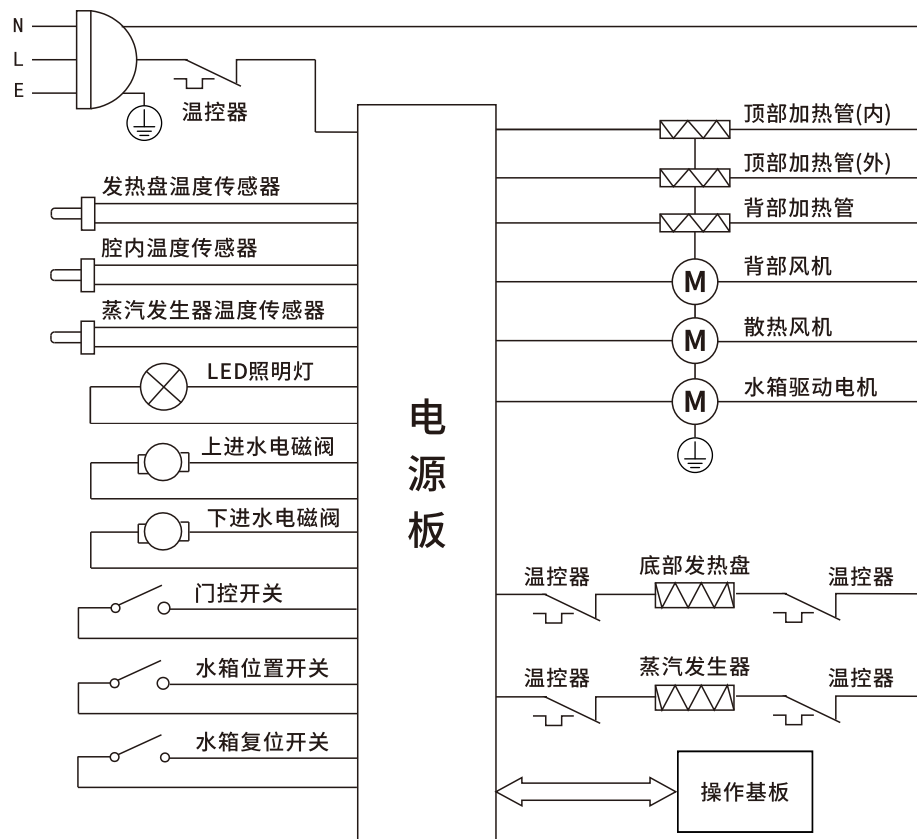 N
L
E
温控器
发热盘温度传感器
腔内温度传感器
蒸汽发生器温度传感器
LED照明灯
上进水电磁阀
下进水电磁阀
门控开关
水箱位置开关
水箱复位开关
电
源
板
顶部加热管(内)
顶部加热管(外)
背部加热管
背部风机
M
散热风机
M
水箱驱动电机
M
温控器
底部发热盘
温控器
温控器
蒸汽发生器
温控器
操作基板